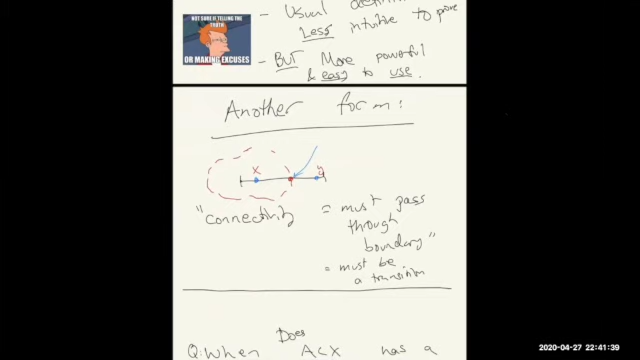 NOT SURE IF TELLING THE TRUTH
OR MAKING EXCUSES
- Usual
Less intuitive to prove
- BUT More powerful
& easy to use.
Another form:
x y
"connectivity = must pass
through
boundary"
= must be
a transition
Does
Q: When A⊂X has a
2020-04-27 22:41:39